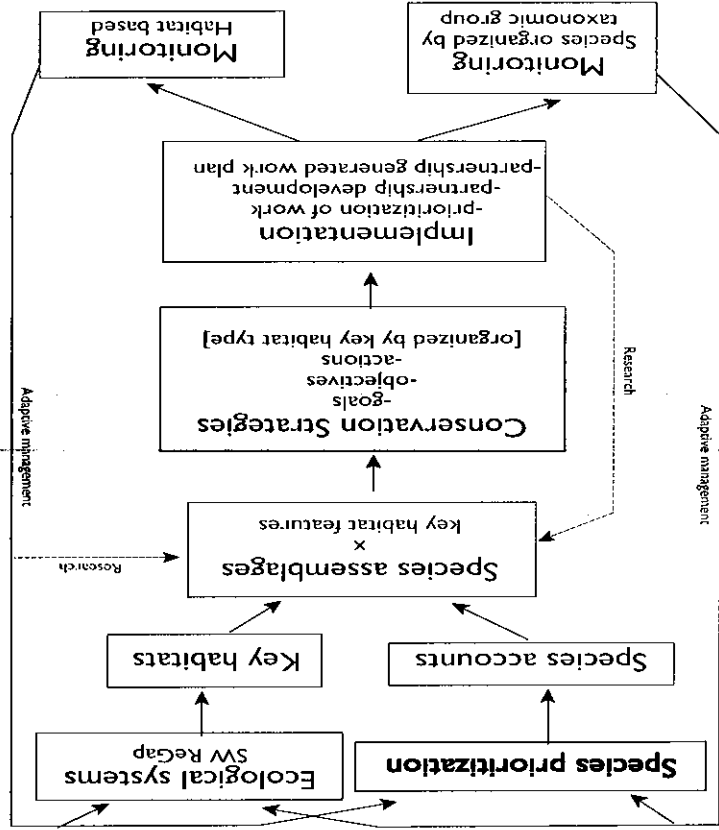 Species prioritization
Ecological systems
SW ReGap
Species accounts
Key habitats
Species assemblages
×
key habitat features
Research
Adaptive management
Adaptive management
Conservation Strategies
-goals
-objectives
-actions
[organized by key habitat type]
Research
Implementation
-prioritization of work
-partnership development
-partnership generated work plan
Monitoring
Species organized by
taxonomic group
Monitoring
Habitat based